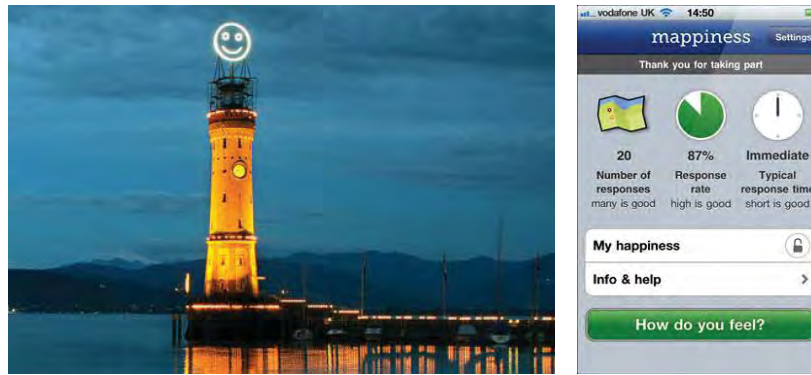 vodafone UK 14:50
mappiness Settings
Thank you for taking part
20 87% Immediate
Number of Response Typical
responses rate response time
many is good high is good short is good
My happiness
Info & help
How do you feel?